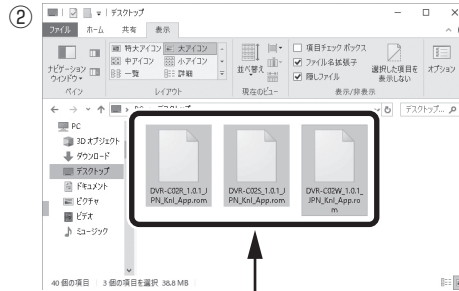 ②
デスクトップ
ファイル ホーム 共有 表示
ナビゲーション
ウィンドウ
特大アイコン 大アイコン
中アイコン 小アイコン
一覧 詳細
並べ替え
項目チェック ボックス
ファイル名拡張子
隠しファイル
選択した項目を
表示しない
オプション
ペイン レイアウト 現在のビュー 表示/非表示
デスクトップ...
PC
3D オブジェクト
ダウンロード
デスクトップ
ドキュメント
ピクチャ
ビデオ
ミュージック
DVR-C02R_1.0.1_J
PN_Knl_App.rom
DVR-C02S_1.0.1_J
PN_Knl_App.rom
DVR-C02W_1.0.1_
JPN_Knl_App.ro
m
40 個の項目 3 個の項目を選択 38.8 MB